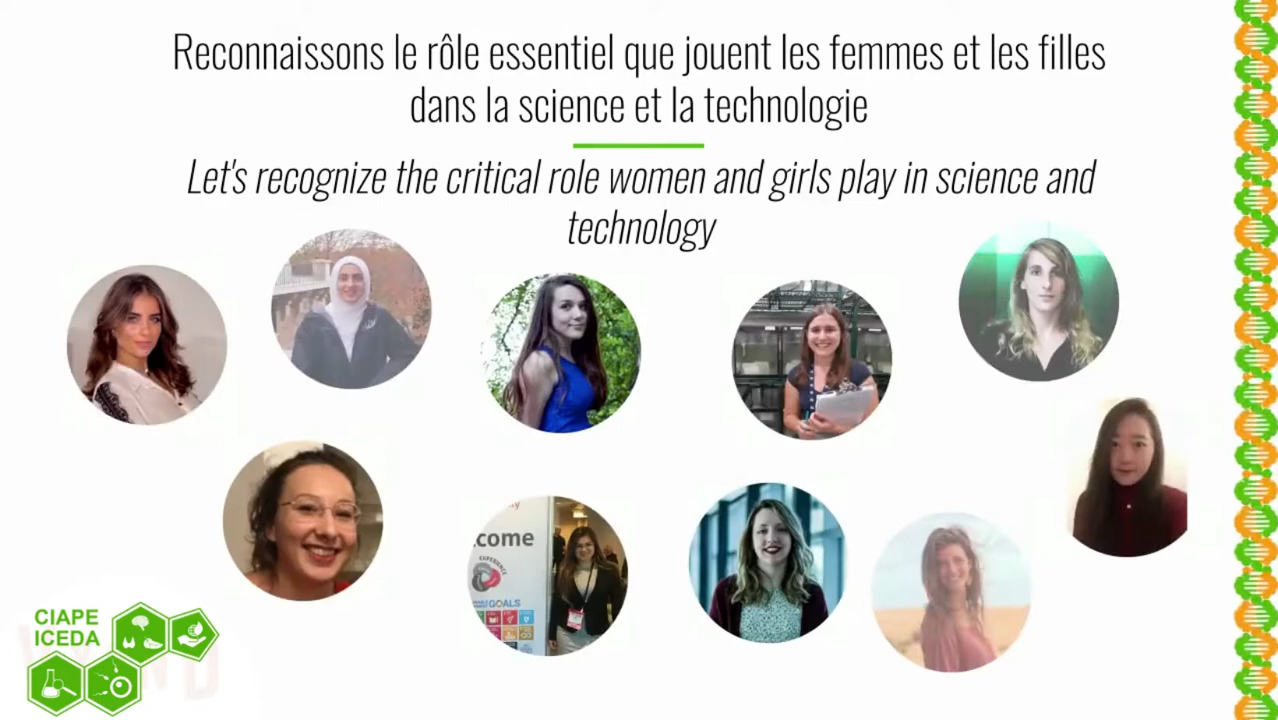 Reconnaissons le rôle essentiel que jouent les femmes et les filles
dans la science et la technologie
Let's recognize the critical role women and girls play in science and
technology
come
EXPERIENCE
GOALS
CIAPE
ICEDA